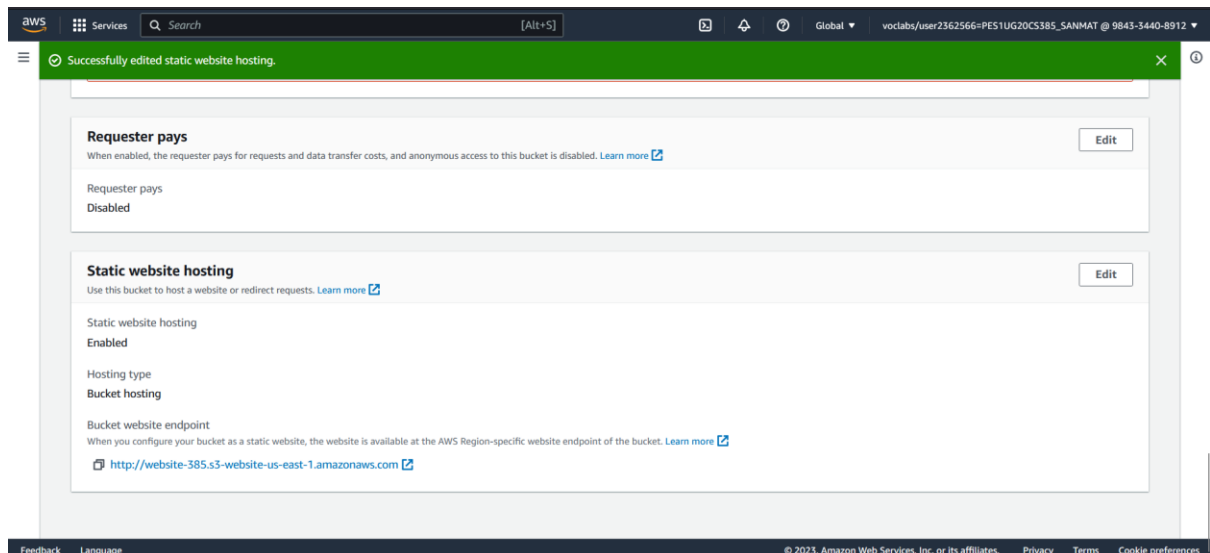 aws Services Search [Alt+S] Global ▼ voclabs/user2362566=PES1UG20CS385_SANMAT @ 9843-3440-8912 ▼
Successfully edited static website hosting.
Requester pays Edit
When enabled, the requester pays for requests and data transfer costs, and anonymous access to this bucket is disabled. Learn more
Requester pays
Disabled
Static website hosting Edit
Use this bucket to host a website or redirect requests. Learn more
Static website hosting
Enabled
Hosting type
Bucket hosting
Bucket website endpoint
When you configure your bucket as a static website, the website is available at the AWS Region-specific website endpoint of the bucket. Learn more
http://website-385.s3-website-us-east-1.amazonaws.com
Feedback Language © 2023, Amazon Web Services, Inc. or its affiliates. Privacy Terms Cookie preferences